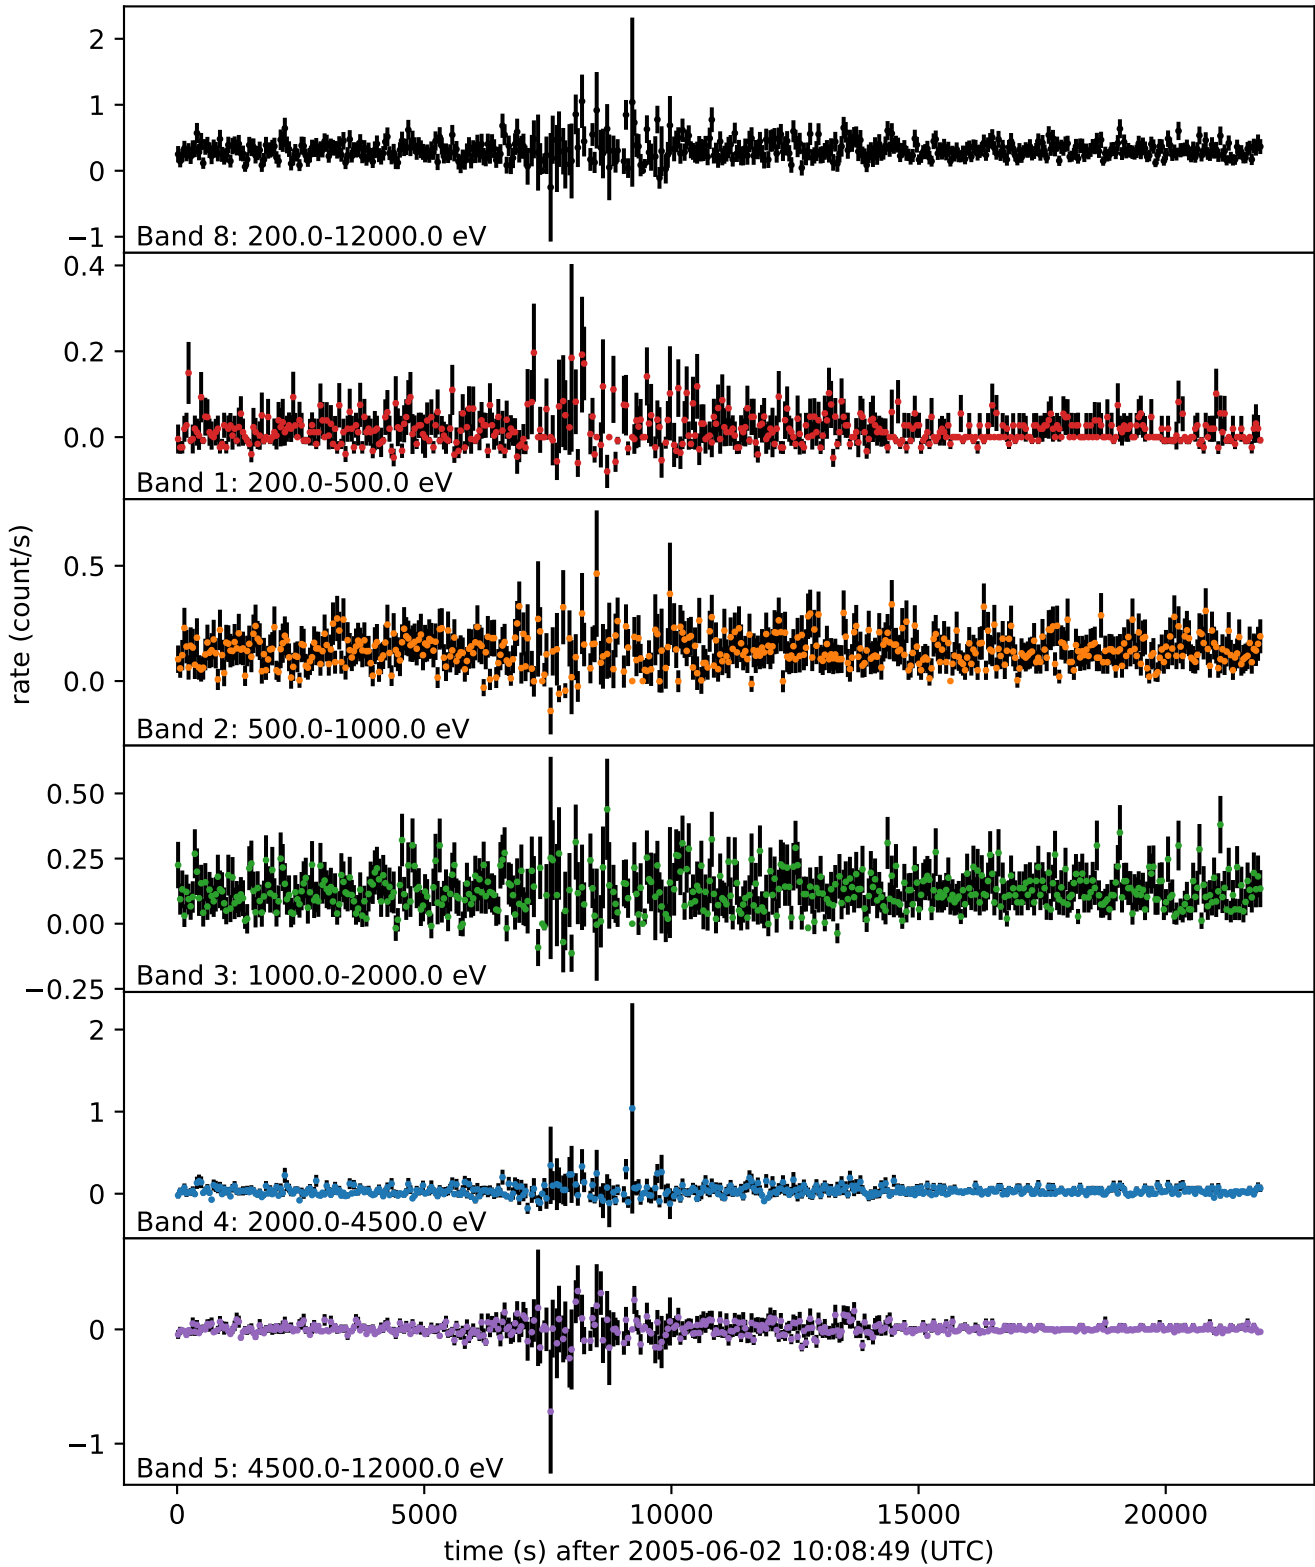 2
1
0
−1
Band 8: 200.0-12000.0 eV
0.4
0.2
0.0
Band 1: 200.0-500.0 eV
0.5
0.0
Band 2: 500.0-1000.0 eV
rate (count/s)
0.50
0.25
0.00
−0.25
Band 3: 1000.0-2000.0 eV
2
1
0
Band 4: 2000.0-4500.0 eV
0
−1
Band 5: 4500.0-12000.0 eV
0 5000 10000 15000 20000
time (s) after 2005-06-02 10:08:49 (UTC)